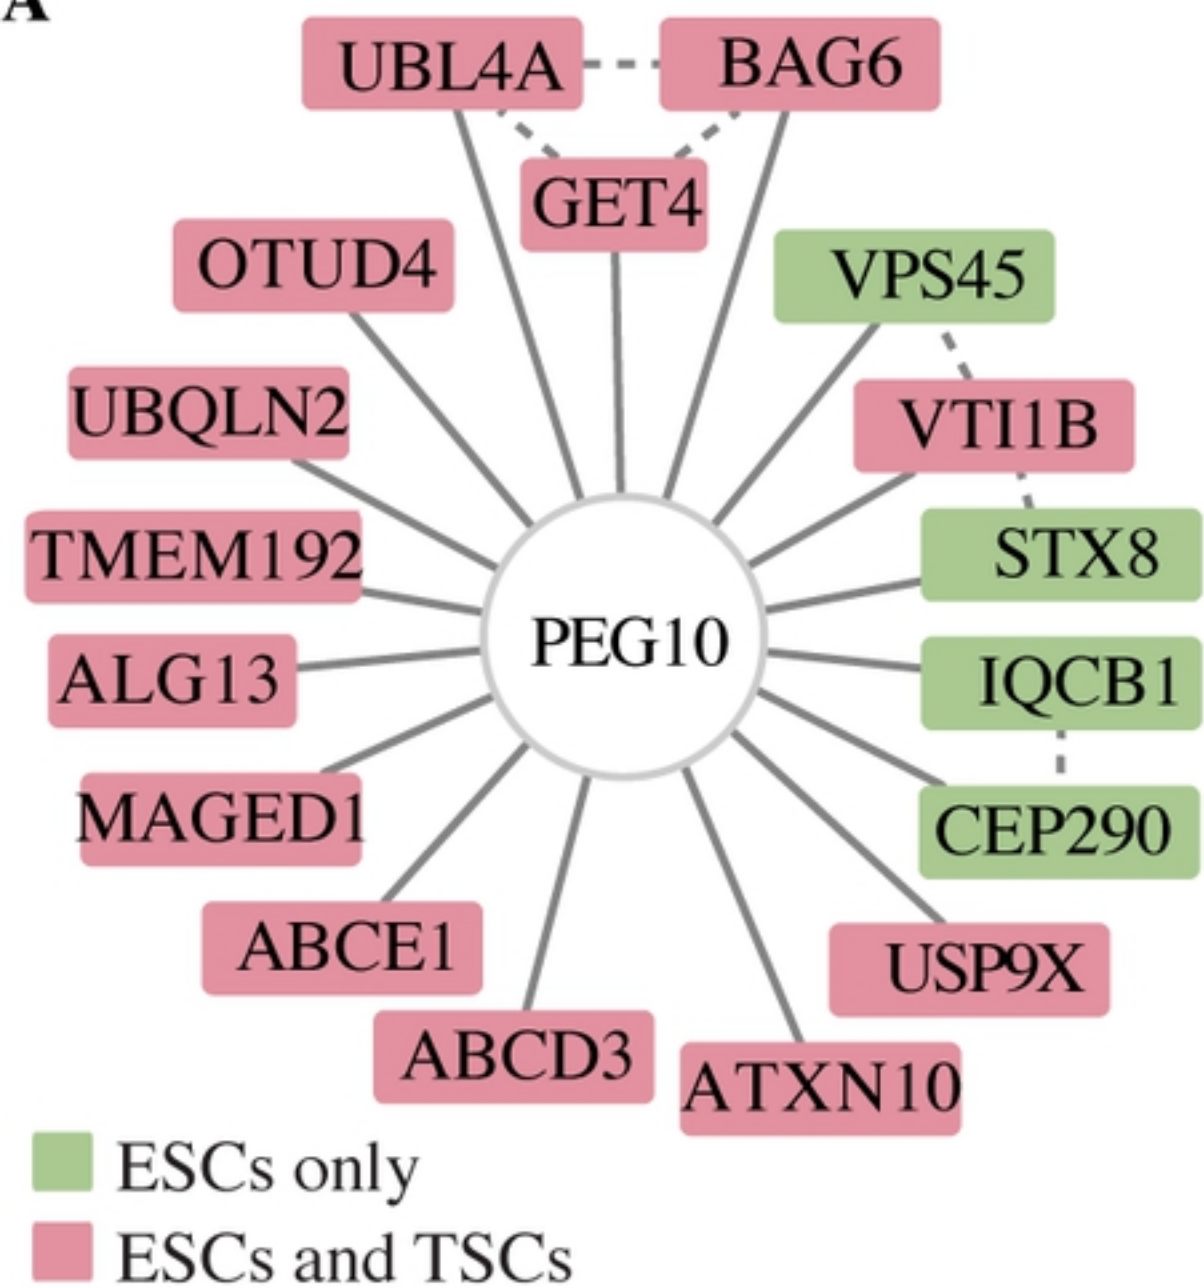 A
UBL4A
BAG6
GET4
OTUD4
VPS45
UBQLN2
VTI1B
TMEM192
STX8
PEG10
ALG13
IQCB1
MAGED1
CEP290
ABCE1
USP9X
ABCD3
ATXN10
ESCs only
ESCs and TSCs